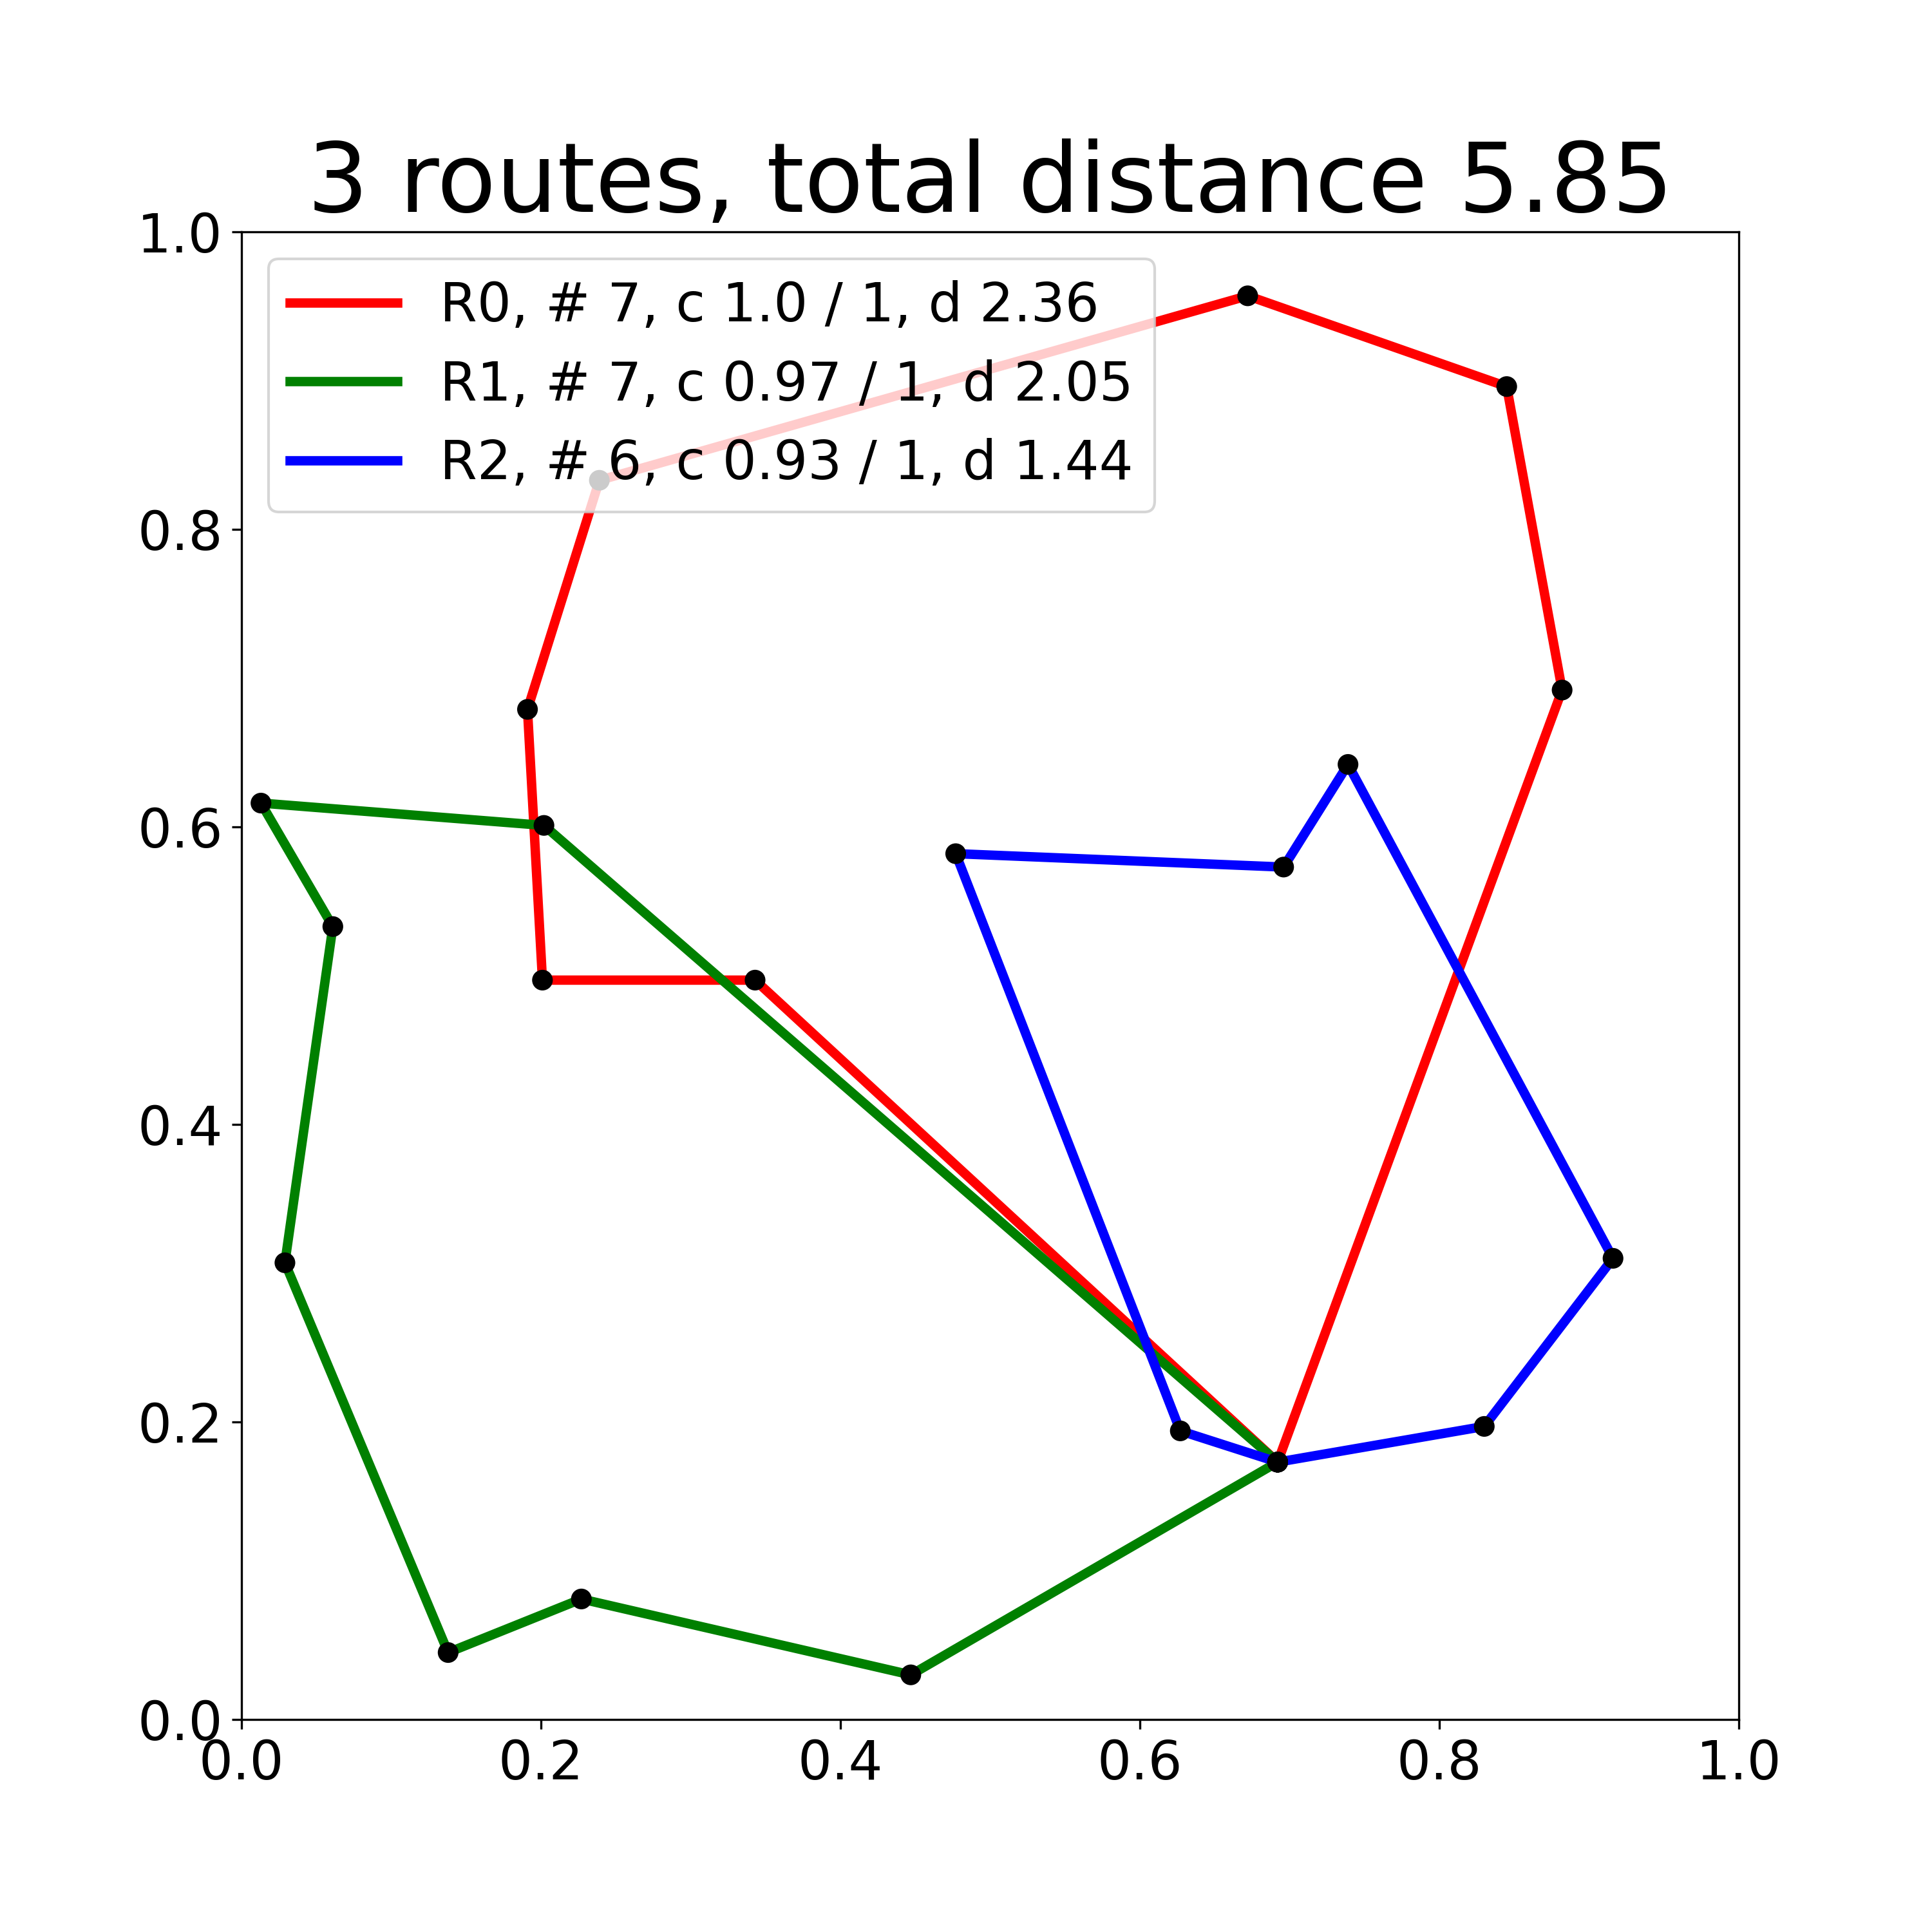 3 routes, total distance 5.85
1.0
R0, # 7, c 1.0 / 1, d 2.36
R1, # 7, c 0.97 / 1, d 2.05
R2, # 6, c 0.93 / 1, d 1.44
0.8
0.6
0.4
0.2
0.0
0.0 0.2 0.4 0.6 0.8 1.0